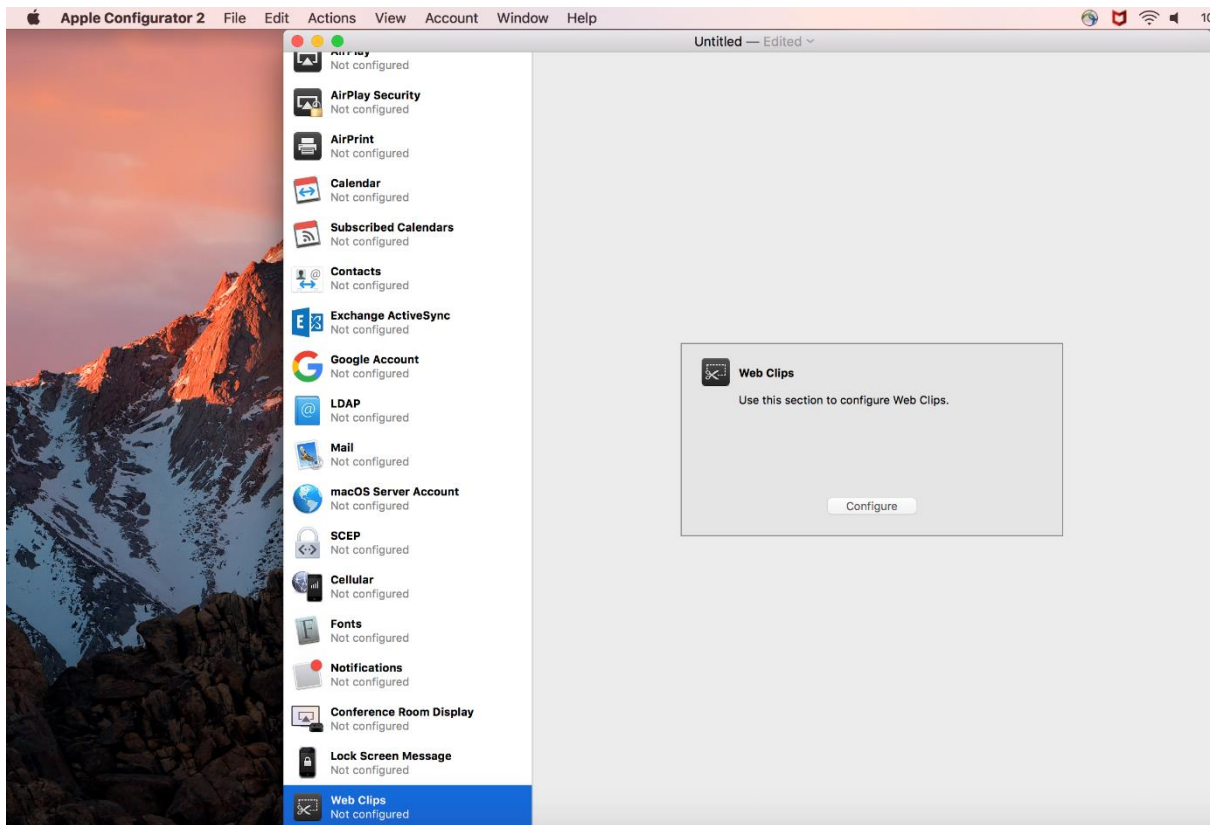 Apple Configurator 2 File Edit Actions View Account Window Help
Untitled — Edited
AirPlay
Not configured
AirPlay Security
Not configured
AirPrint
Not configured
Calendar
Not configured
Subscribed Calendars
Not configured
Contacts
Not configured
Exchange ActiveSync
Not configured
Google Account
Not configured
LDAP
Not configured
Mail
Not configured
macOS Server Account
Not configured
SCEP
Not configured
Cellular
Not configured
Fonts
Not configured
Notifications
Not configured
Conference Room Display
Not configured
Lock Screen Message
Not configured
Web Clips
Not configured
Web Clips
Use this section to configure Web Clips.
Configure